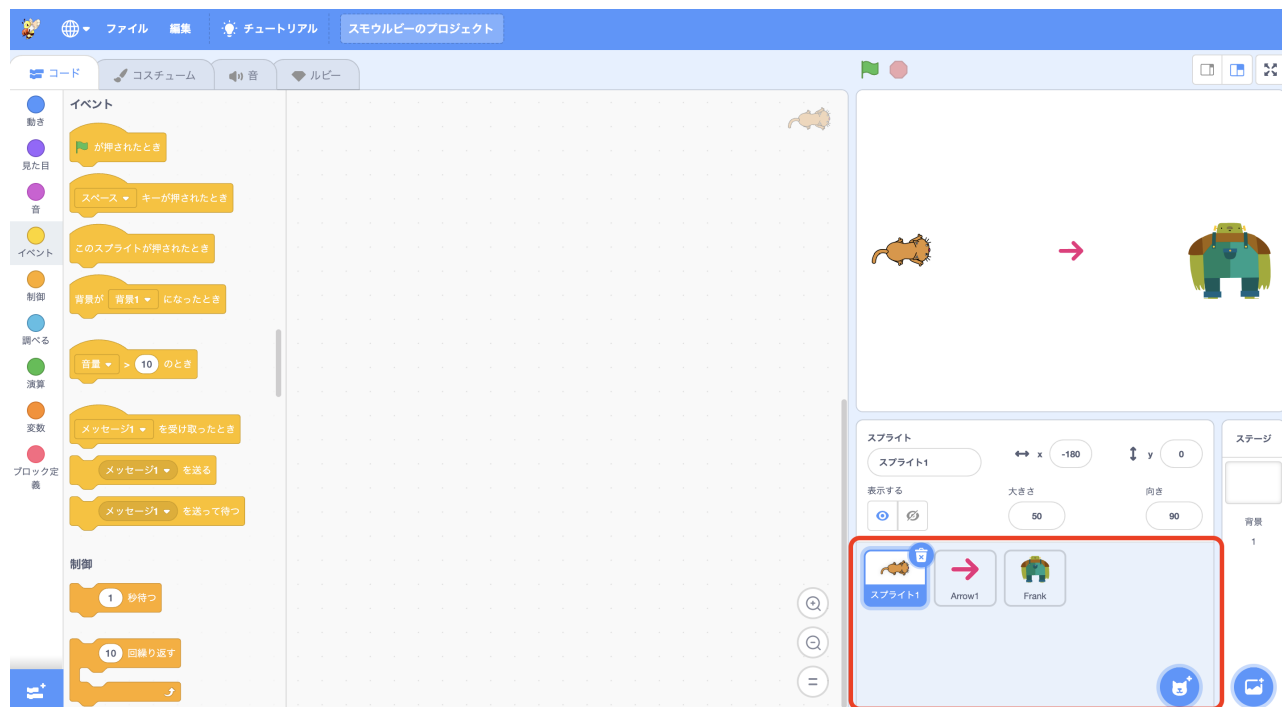 ファイル 編集 チュートリアル スモウルビーのプロジェクト
コード コスチューム 音 ルビー
動き
見た目
音
イベント
制御
調べる
演算
変数
ブロック定
義
イベント
が押されたとき
スペース キーが押されたとき
このスプライトが押されたとき
背景が 背景1 になったとき
音量 > 10 のとき
メッセージ1 を受け取ったとき
メッセージ1 を送る
メッセージ1 を送って待つ
制御
1 秒待つ
10 回繰り返す
スプライト
スプライト1 x -180 y 0
表示する 大きさ 向き
50 90
スプライト1 Arrow1 Frank
ステージ
背景
1